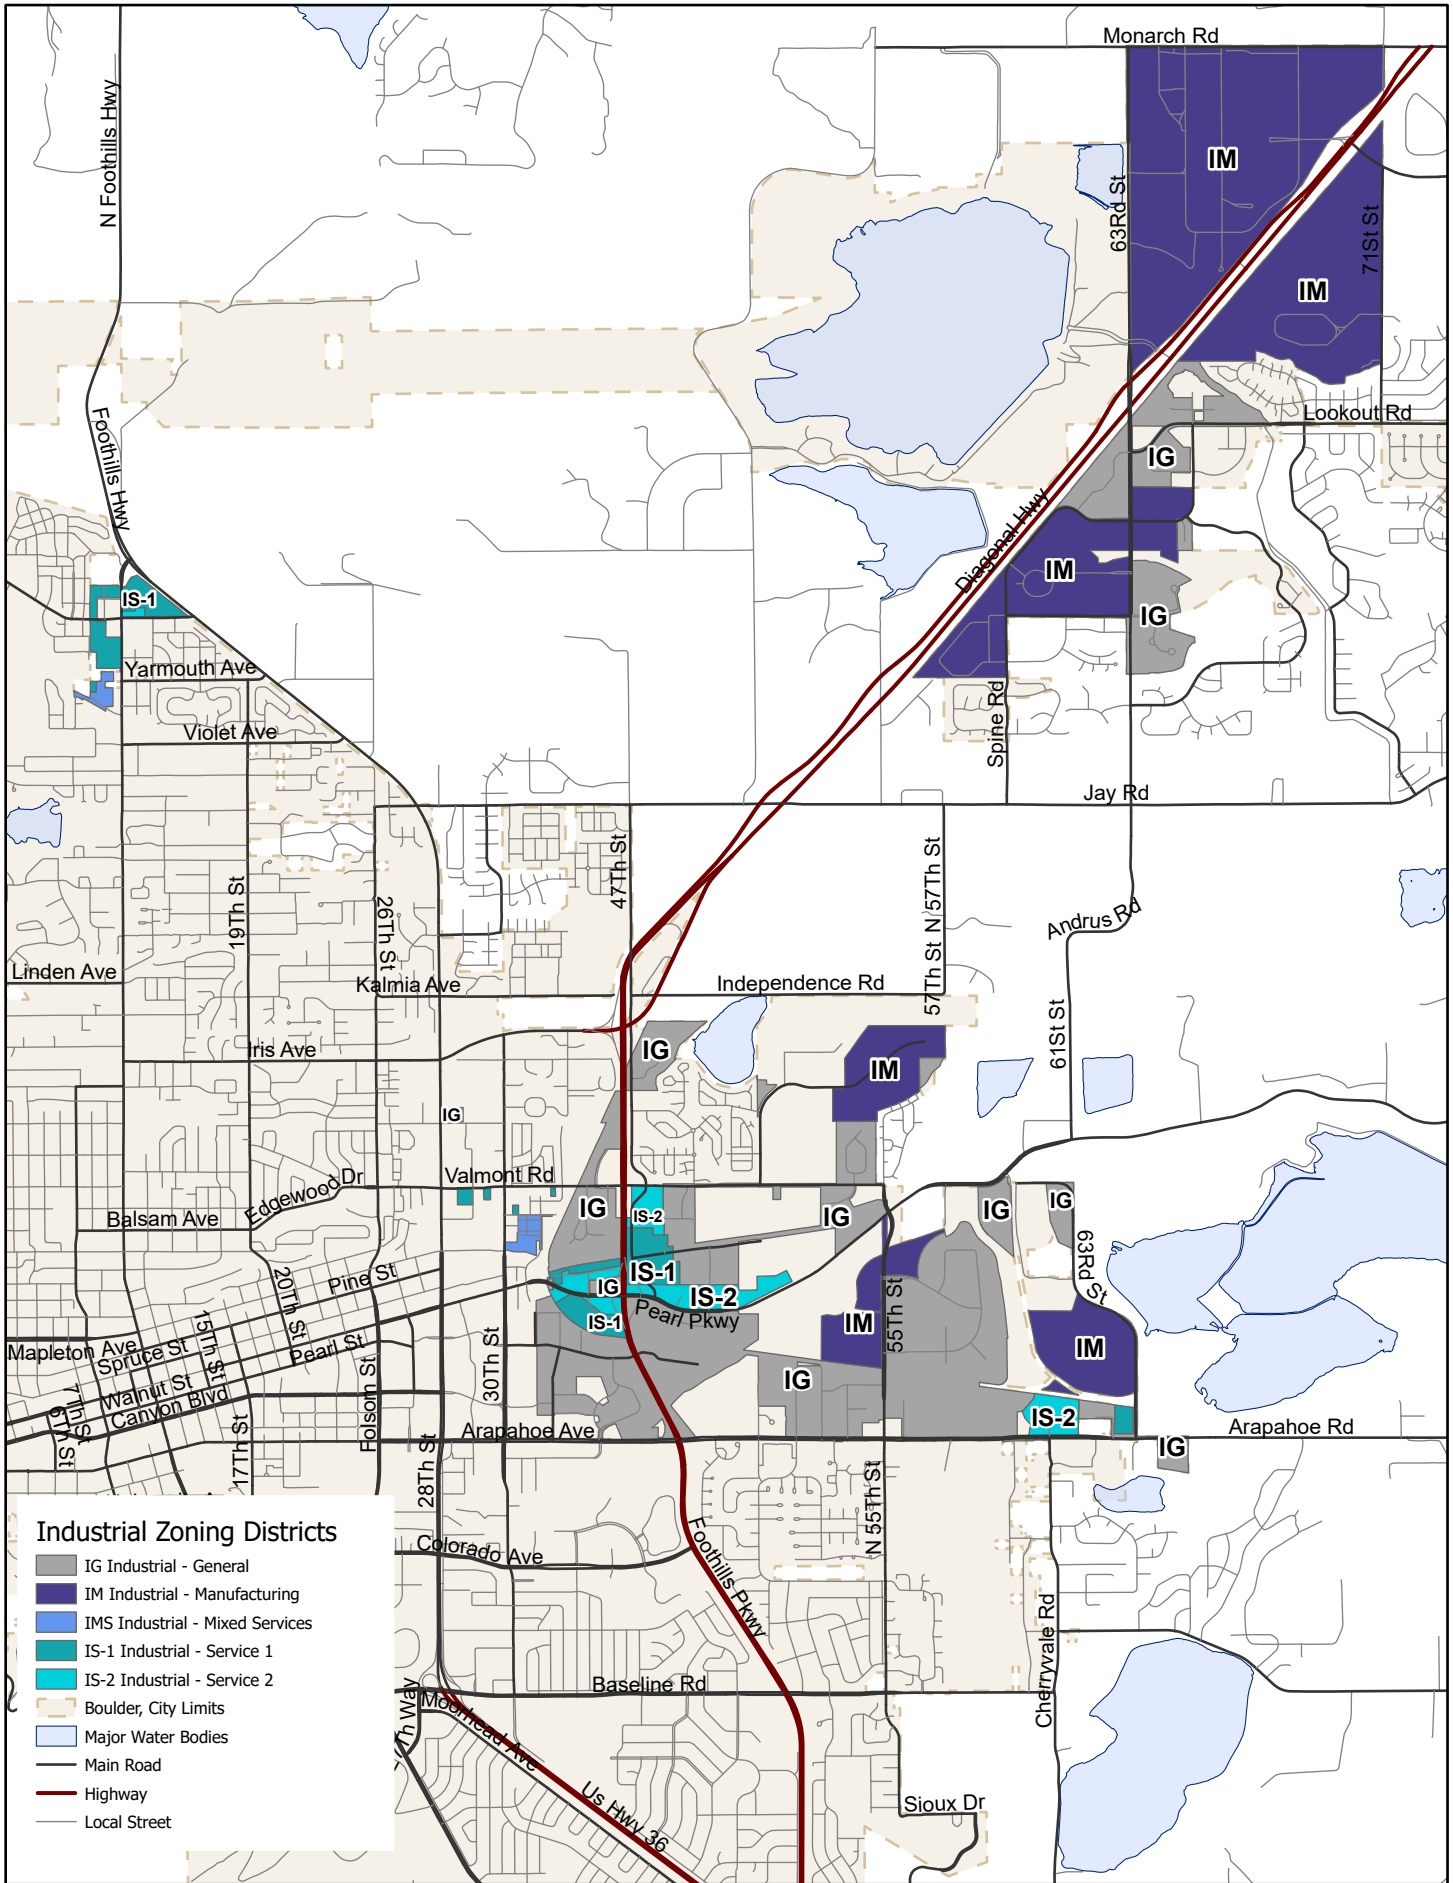 Monarch Rd
N Foothills Hwy
IM
63Rd St
71St St
IM
Foothills Hwy
Lookout Rd
IG
Diagonal Hwy
IM
IS-1
IG
Yarmouth Ave
Spine Rd
Violet Ave
Jay Rd
47Th St
N 57Th St
19Th St
26Th St
Andrus Rd
57Th St
Linden Ave
Kalmia Ave
Independence Rd
61St St
Iris Ave
IG
IM
IG
Valmont Rd
Edgewood Dr
Balsam Ave
IG
IS-2
IG
IG
IG
63Rd St
Pine St
20Th St
IS-1
IG
IS-2
Pearl Pkwy
IS-1
55Th St
IM
IM
15Th St
Mapleton Ave
Spruce St
Pearl St
30Th St
Walnut St
Canyon Blvd
Folsom St
IG
7Th St
6Th St
17Th St
Arapahoe Ave
IS-2
Arapahoe Rd
IG
28Th St
N 55Th St
Industrial Zoning Districts
IG Industrial - General
IM Industrial - Manufacturing
IMS Industrial - Mixed Services
IS-1 Industrial - Service 1
IS-2 Industrial - Service 2
Boulder, City Limits
Major Water Bodies
Main Road
Highway
Local Street
Colorado Ave
Foothills Pkwy
Cherryvale Rd
Baseline Rd
Moorhead Ave
Us Hwy 36
Sioux Dr